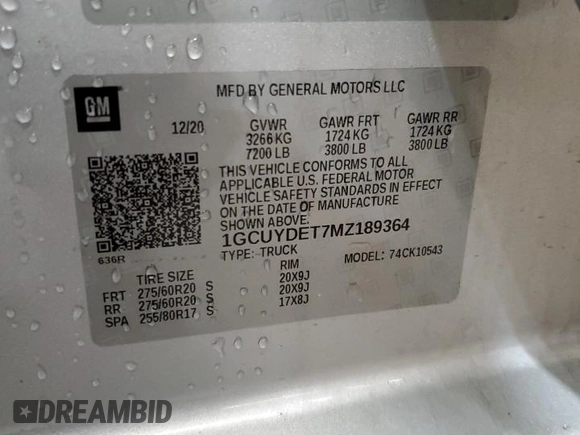 GM
MFD BY GENERAL MOTORS LLC
12/20 GVWR GAWR FRT GAWR RR
3266 KG 1724 KG 1724 KG
7200 LB 3800 LB 3800 LB
THIS VEHICLE CONFORMS TO ALL
APPLICABLE U.S. FEDERAL MOTOR
VEHICLE SAFETY STANDARDS IN EFFECT
ON THE DATE OF MANUFACTURE
SHOWN ABOVE.
1GCUYDET7MZ189364
636R TYPE: TRUCK MODEL: 74CK10543
TIRE SIZE RIM
FRT 275/60R20 S 20X9J
RR 275/60R20 S 20X9J
SPA 255/80R17 S 17X8J
DREAMBID